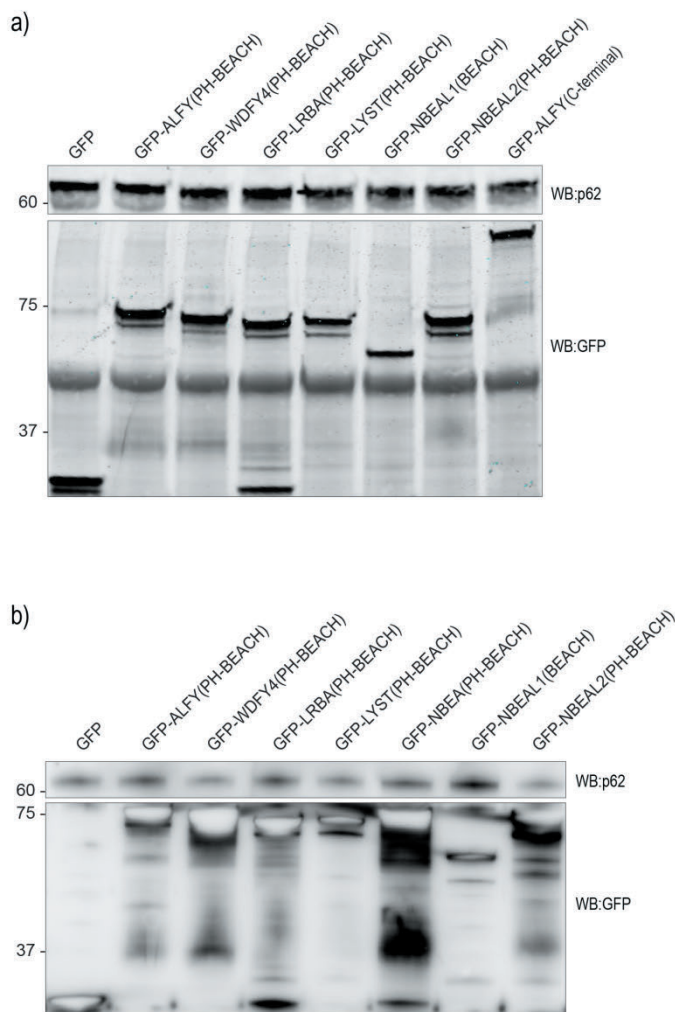 a)
GFP
GFP-ALFY(PH-BEACH)
GFP-WDFY4(PH-BEACH)
GFP-LRBA(PH-BEACH)
GFP-LYST(PH-BEACH)
GFP-NBEAL1(BEACH)
GFP-NBEAL2(PH-BEACH)
GFP-ALFY(C-terminal)
60 -
WB:p62
75 -
WB:GFP
37 -
b)
GFP
GFP-ALFY(PH-BEACH)
GFP-WDFY4(PH-BEACH)
GFP-LRBA(PH-BEACH)
GFP-LYST(PH-BEACH)
GFP-NBEA(PH-BEACH)
GFP-NBEAL1(BEACH)
GFP-NBEAL2(PH-BEACH)
60 -
WB:p62
75 -
WB:GFP
37 -